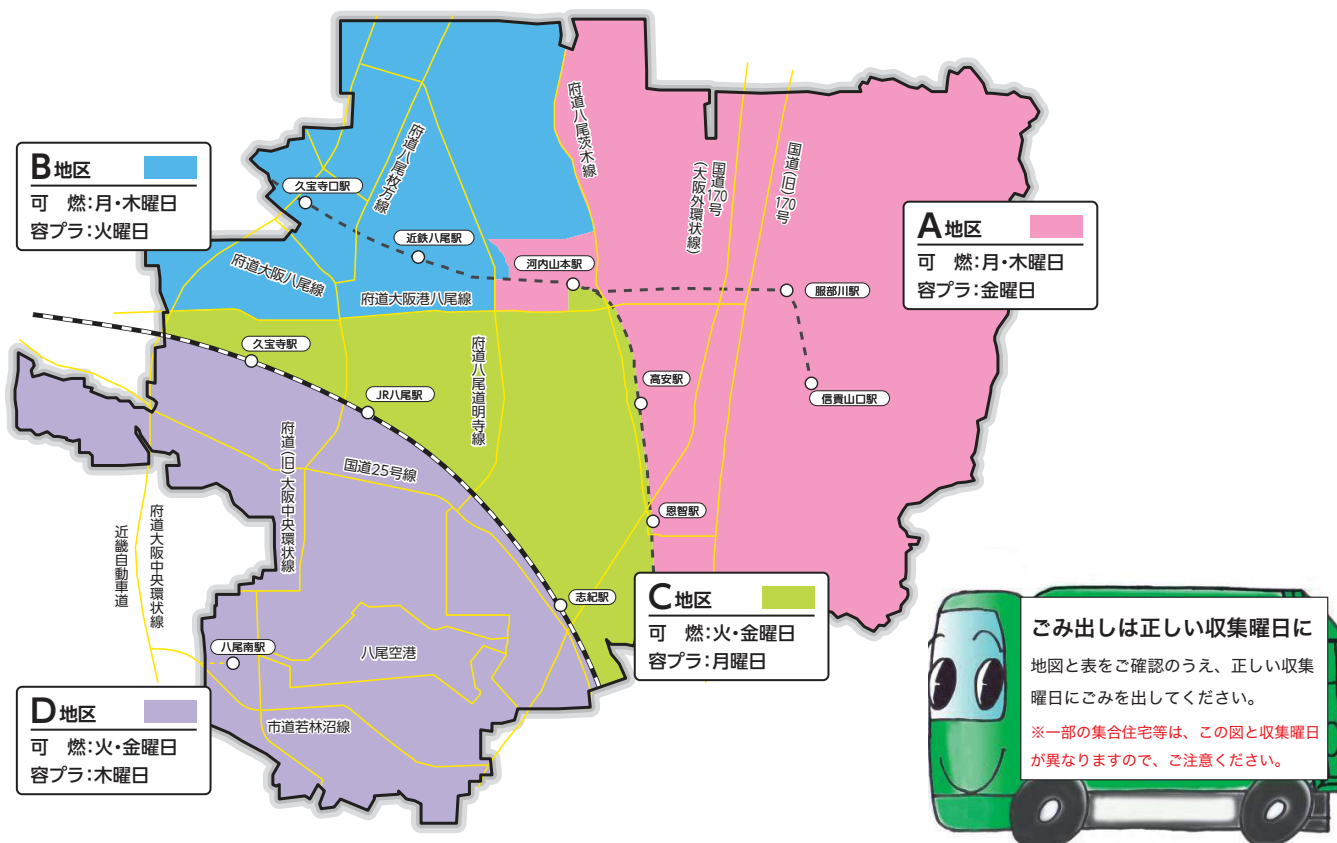 B地区
可　燃:月・木曜日
容プラ:火曜日
A地区
可　燃:月・木曜日
容プラ:金曜日
C地区
可　燃:火・金曜日
容プラ:月曜日
D地区
可　燃:火・金曜日
容プラ:木曜日
府道八尾茨木線
府道八尾枚方線
国道170号
(大阪外環状線)
国道(旧)170号
久宝寺口駅
近鉄八尾駅
河内山本駅
服部川駅
府道大阪八尾線
府道大阪港八尾線
久宝寺駅
JR八尾駅
府道八尾道明寺線
高安駅
信貴山口駅
府道(旧)大阪中央環状線
国道25号線
恩智駅
近畿自動車道
府道大阪中央環状線
志紀駅
八尾南駅
八尾空港
市道若林沼線
ごみ出しは正しい収集曜日に
地図と表をご確認のうえ、正しい収集
曜日にごみを出してください。
※一部の集合住宅等は、この図と収集曜日
が異なりますので、ご注意ください。